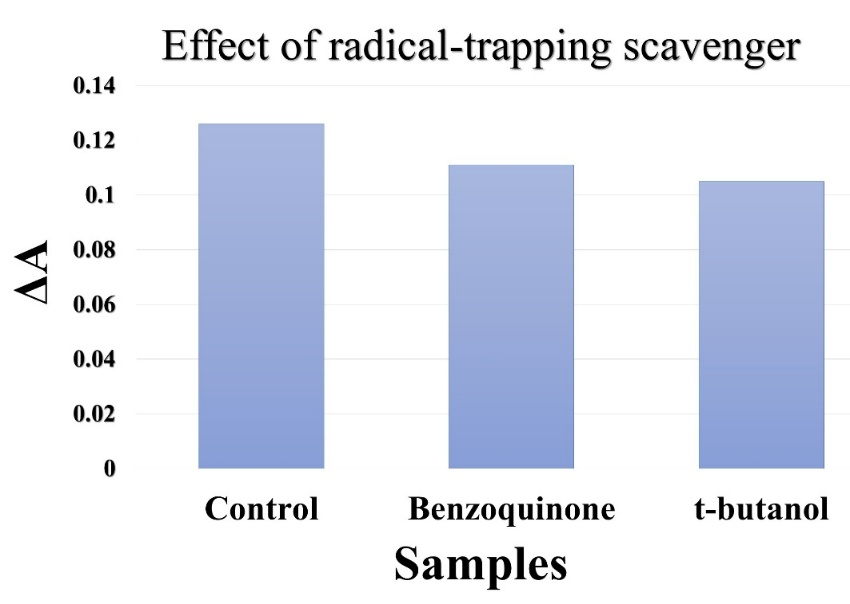 Effect of radical-trapping scavenger
0.14
0.12
0.1
0.08
0.06
0.04
0.02
0
ΔA
Control Benzoquinone t-butanol
Samples